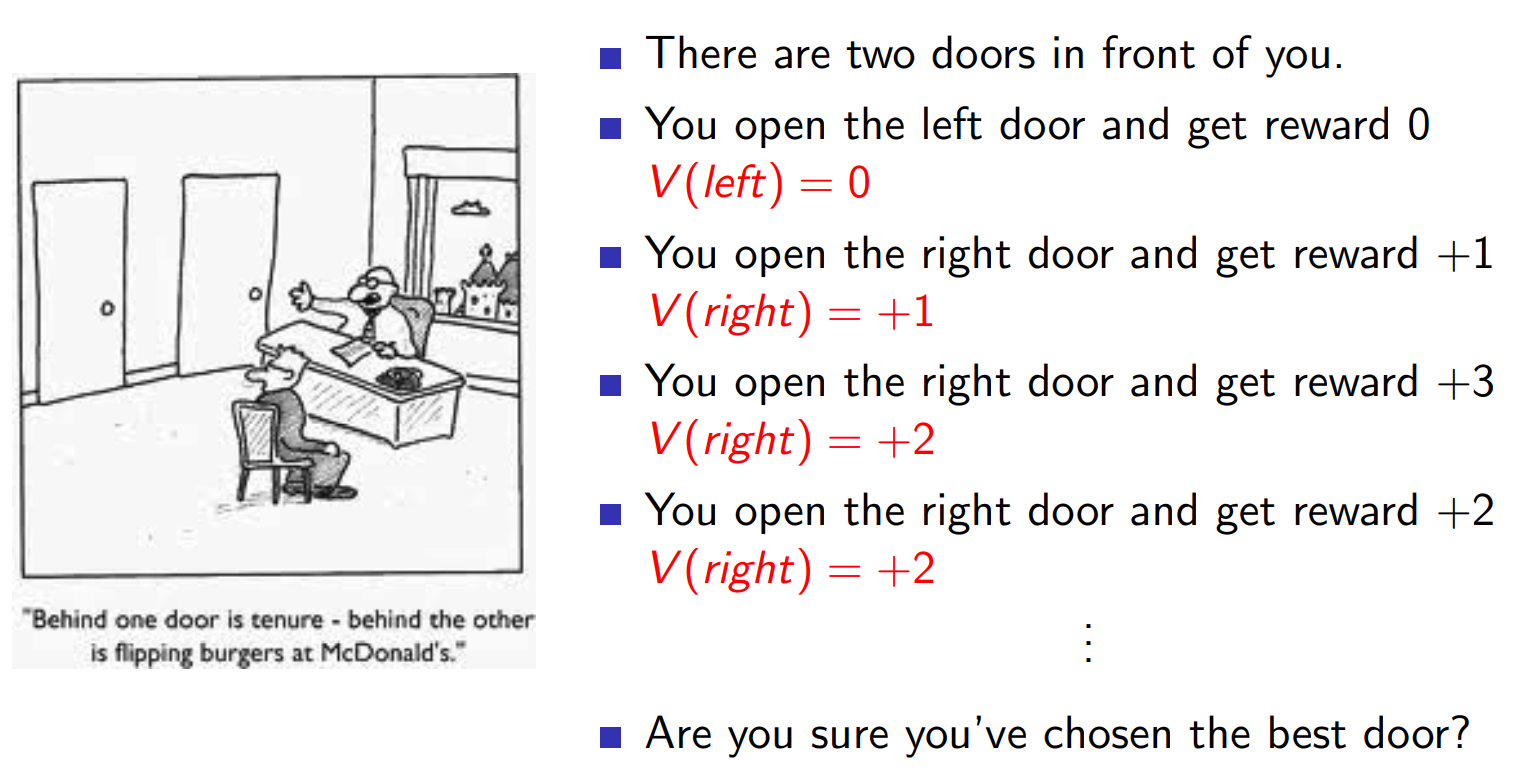 There are two doors in front of you.
You open the left door and get reward 0
V(left) = 0
You open the right door and get reward +1
V(right) = +1
You open the right door and get reward +3
V(right) = +2
You open the right door and get reward +2
V(right) = +2
⋮
Are you sure you've chosen the best door?
"Behind one door is tenure - behind the other
is flipping burgers at McDonald's."